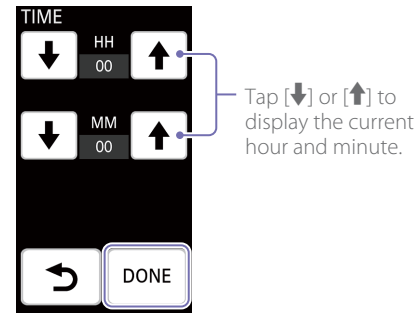 TIME
HH
00
MM
00
DONE
Tap [⬇] or [⬆] to
display the current
hour and minute.